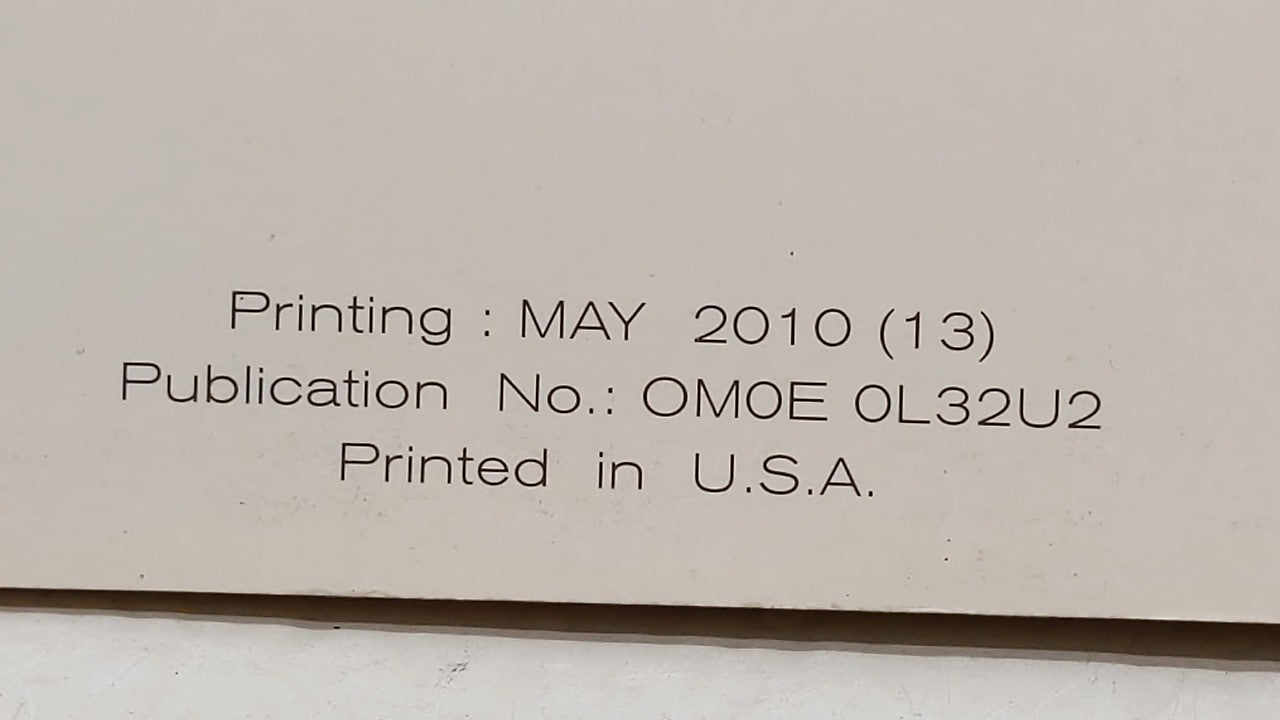 Printing : MAY 2010 (13)
Publication No.: OM0E 0L32U2
Printed in U.S.A.